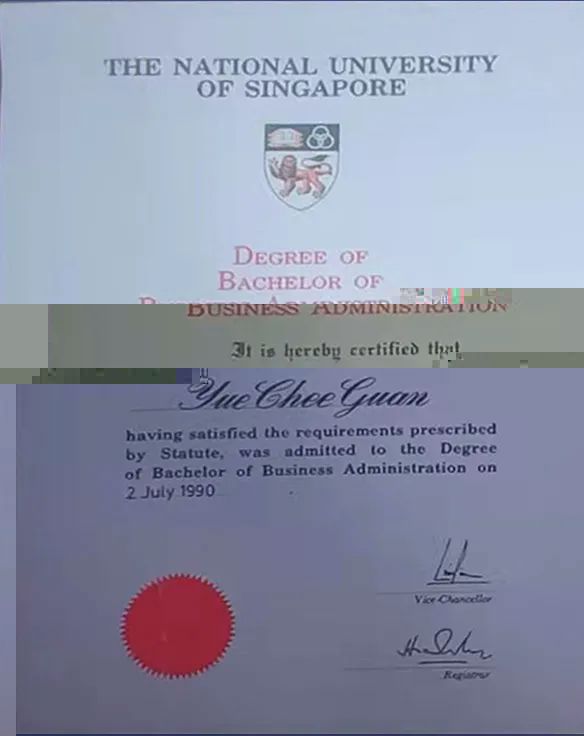 THE NATIONAL UNIVERSITY
OF SINGAPORE
DEGREE OF
BACHELOR OF
BUSINESS ADMINISTRATION
It is hereby certified that
Yue Chee Guan
having satisfied the requirements prescribed
by Statute, was admitted to the Degree
of Bachelor of Business Administration on
2 July 1990
Vice-Chancellor
Registrar